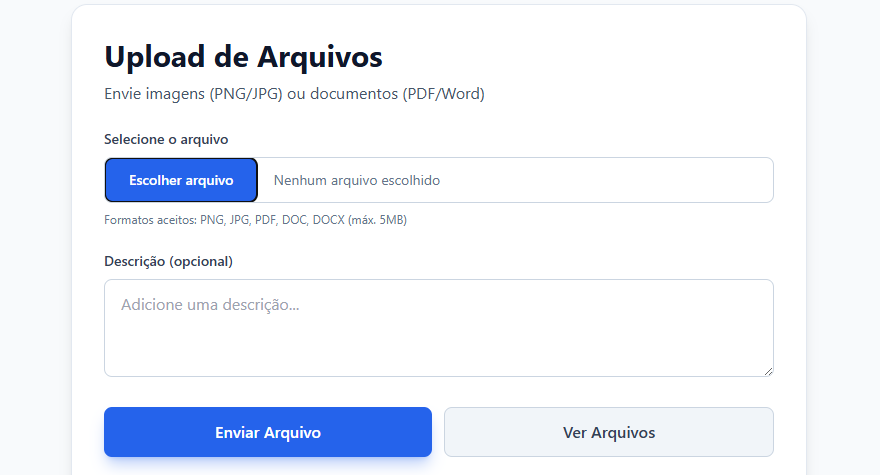 Upload de Arquivos
Envie imagens (PNG/JPG) ou documentos (PDF/Word)
Selecione o arquivo
Escolher arquivo Nenhum arquivo escolhido
Formatos aceitos: PNG, JPG, PDF, DOC, DOCX (máx. 5MB)
Descrição (opcional)
Adicione uma descrição...
Enviar Arquivo Ver Arquivos